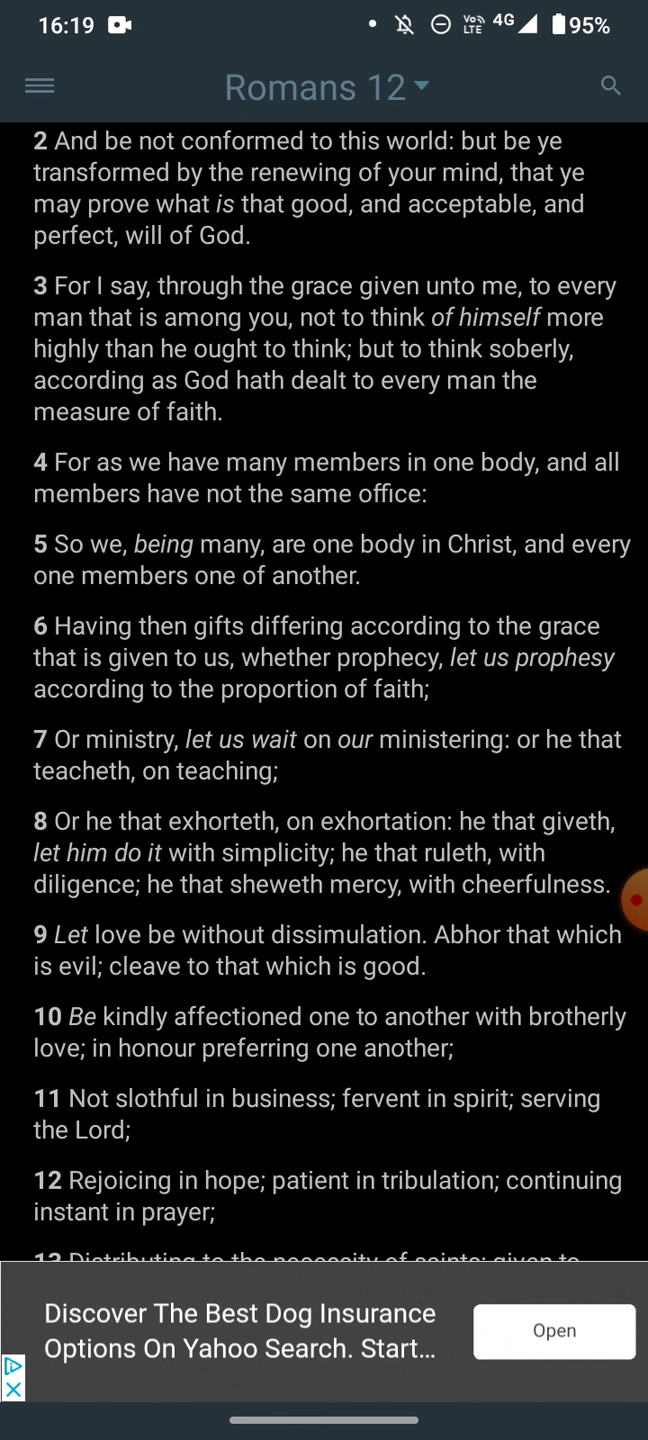 16:19
Vo)) LTE 4G 95%
Romans 12
2 And be not conformed to this world: but be ye
transformed by the renewing of your mind, that ye
may prove what is that good, and acceptable, and
perfect, will of God.
3 For I say, through the grace given unto me, to every
man that is among you, not to think of himself more
highly than he ought to think; but to think soberly,
according as God hath dealt to every man the
measure of faith.
4 For as we have many members in one body, and all
members have not the same office:
5 So we, being many, are one body in Christ, and every
one members one of another.
6 Having then gifts differing according to the grace
that is given to us, whether prophecy, let us prophesy
according to the proportion of faith;
7 Or ministry, let us wait on our ministering: or he that
teacheth, on teaching;
8 Or he that exhorteth, on exhortation: he that giveth,
let him do it with simplicity; he that ruleth, with
diligence; he that sheweth mercy, with cheerfulness.
9 Let love be without dissimulation. Abhor that which
is evil; cleave to that which is good.
10 Be kindly affectioned one to another with brotherly
love; in honour preferring one another;
11 Not slothful in business; fervent in spirit; serving
the Lord;
12 Rejoicing in hope; patient in tribulation; continuing
instant in prayer;
13 Distributing to the necessity of saints; given to
Discover The Best Dog Insurance
Options On Yahoo Search. Start...
Open